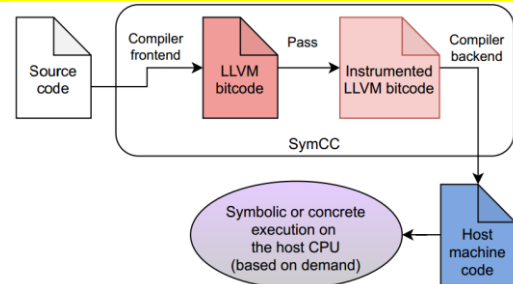 Source
code
Compiler
frontend
LLVM
bitcode
Pass
Instrumented
LLVM bitcode
Compiler
backend
SymCC
Symbolic or concrete
execution on
the host CPU
(based on demand)
Host
machine
code